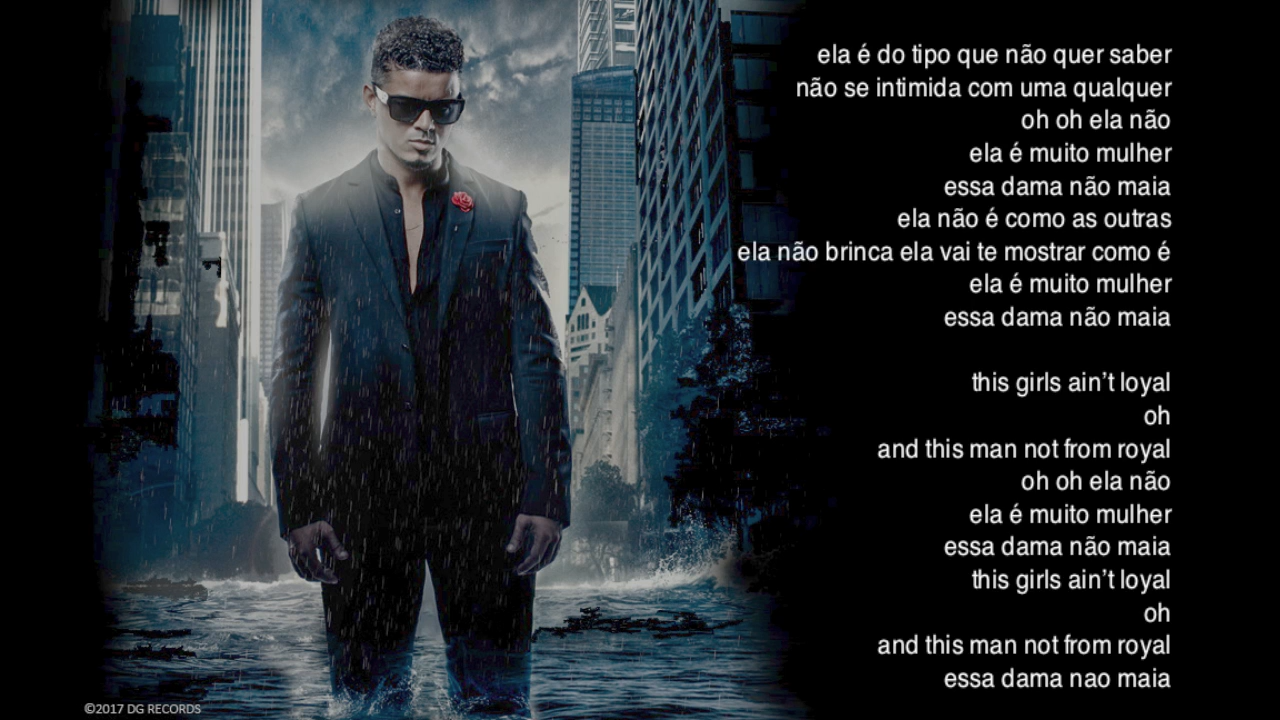 ela é do tipo que não quer saber
não se intimida com uma qualquer
oh oh ela não
ela é muito mulher
essa dama não maia
ela não é como as outras
ela não brinca ela vai te mostrar como é
ela é muito mulher
essa dama não maia
this girls ain’t loyal
oh
and this man not from royal
oh oh ela não
ela é muito mulher
essa dama não maia
this girls ain’t loyal
oh
and this man not from royal
essa dama nao maia
©2017 DG RECORDS